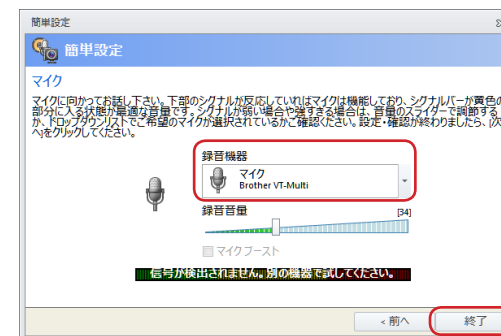 簡単設定
簡単設定
マイク
マイクに向かってお話し下さい。下部のシグナルが反応していればマイクは機能しており、シグナルバーが黄色の
部分に入る状態が最適な音量です。シグナルが弱い場合や強すぎる場合は、音量のスライダーで調節する
か、ドロップダウンリストでご希望のマイクが選択されているかご確認ください。設定・確認が終わりましたら、「次
へ」をクリックしてください。
録音機器
マイク
Brother VT-Multi
録音音量 [34]
マイクブースト
信号が検出されません。別の機器で試してください。
< 前へ 終了